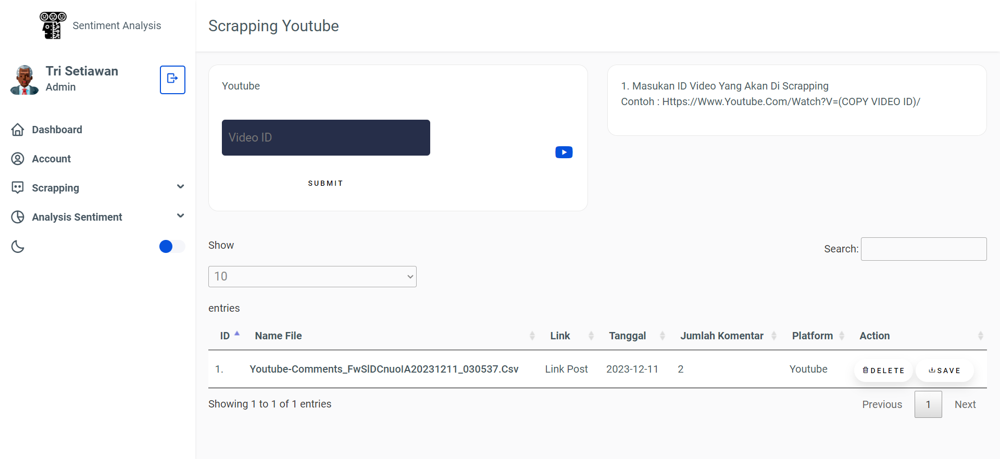 Sentiment Analysis
Scrapping Youtube
Tri Setiawan
Admin
Dashboard
Account
Scrapping
Analysis Sentiment
Youtube
Video ID
SUBMIT
1. Masukan ID Video Yang Akan Di Scrapping
Contoh : Https://Www.Youtube.Com/Watch?V=(COPY VIDEO ID)/
Show
10
entries
Search:
ID Name File Link Tanggal Jumlah Komentar Platform Action
1. Youtube-Comments_FwSlDCnuoIA20231211_030537.Csv Link Post 2023-12-11 2 Youtube DELETE SAVE
Showing 1 to 1 of 1 entries
Previous 1 Next